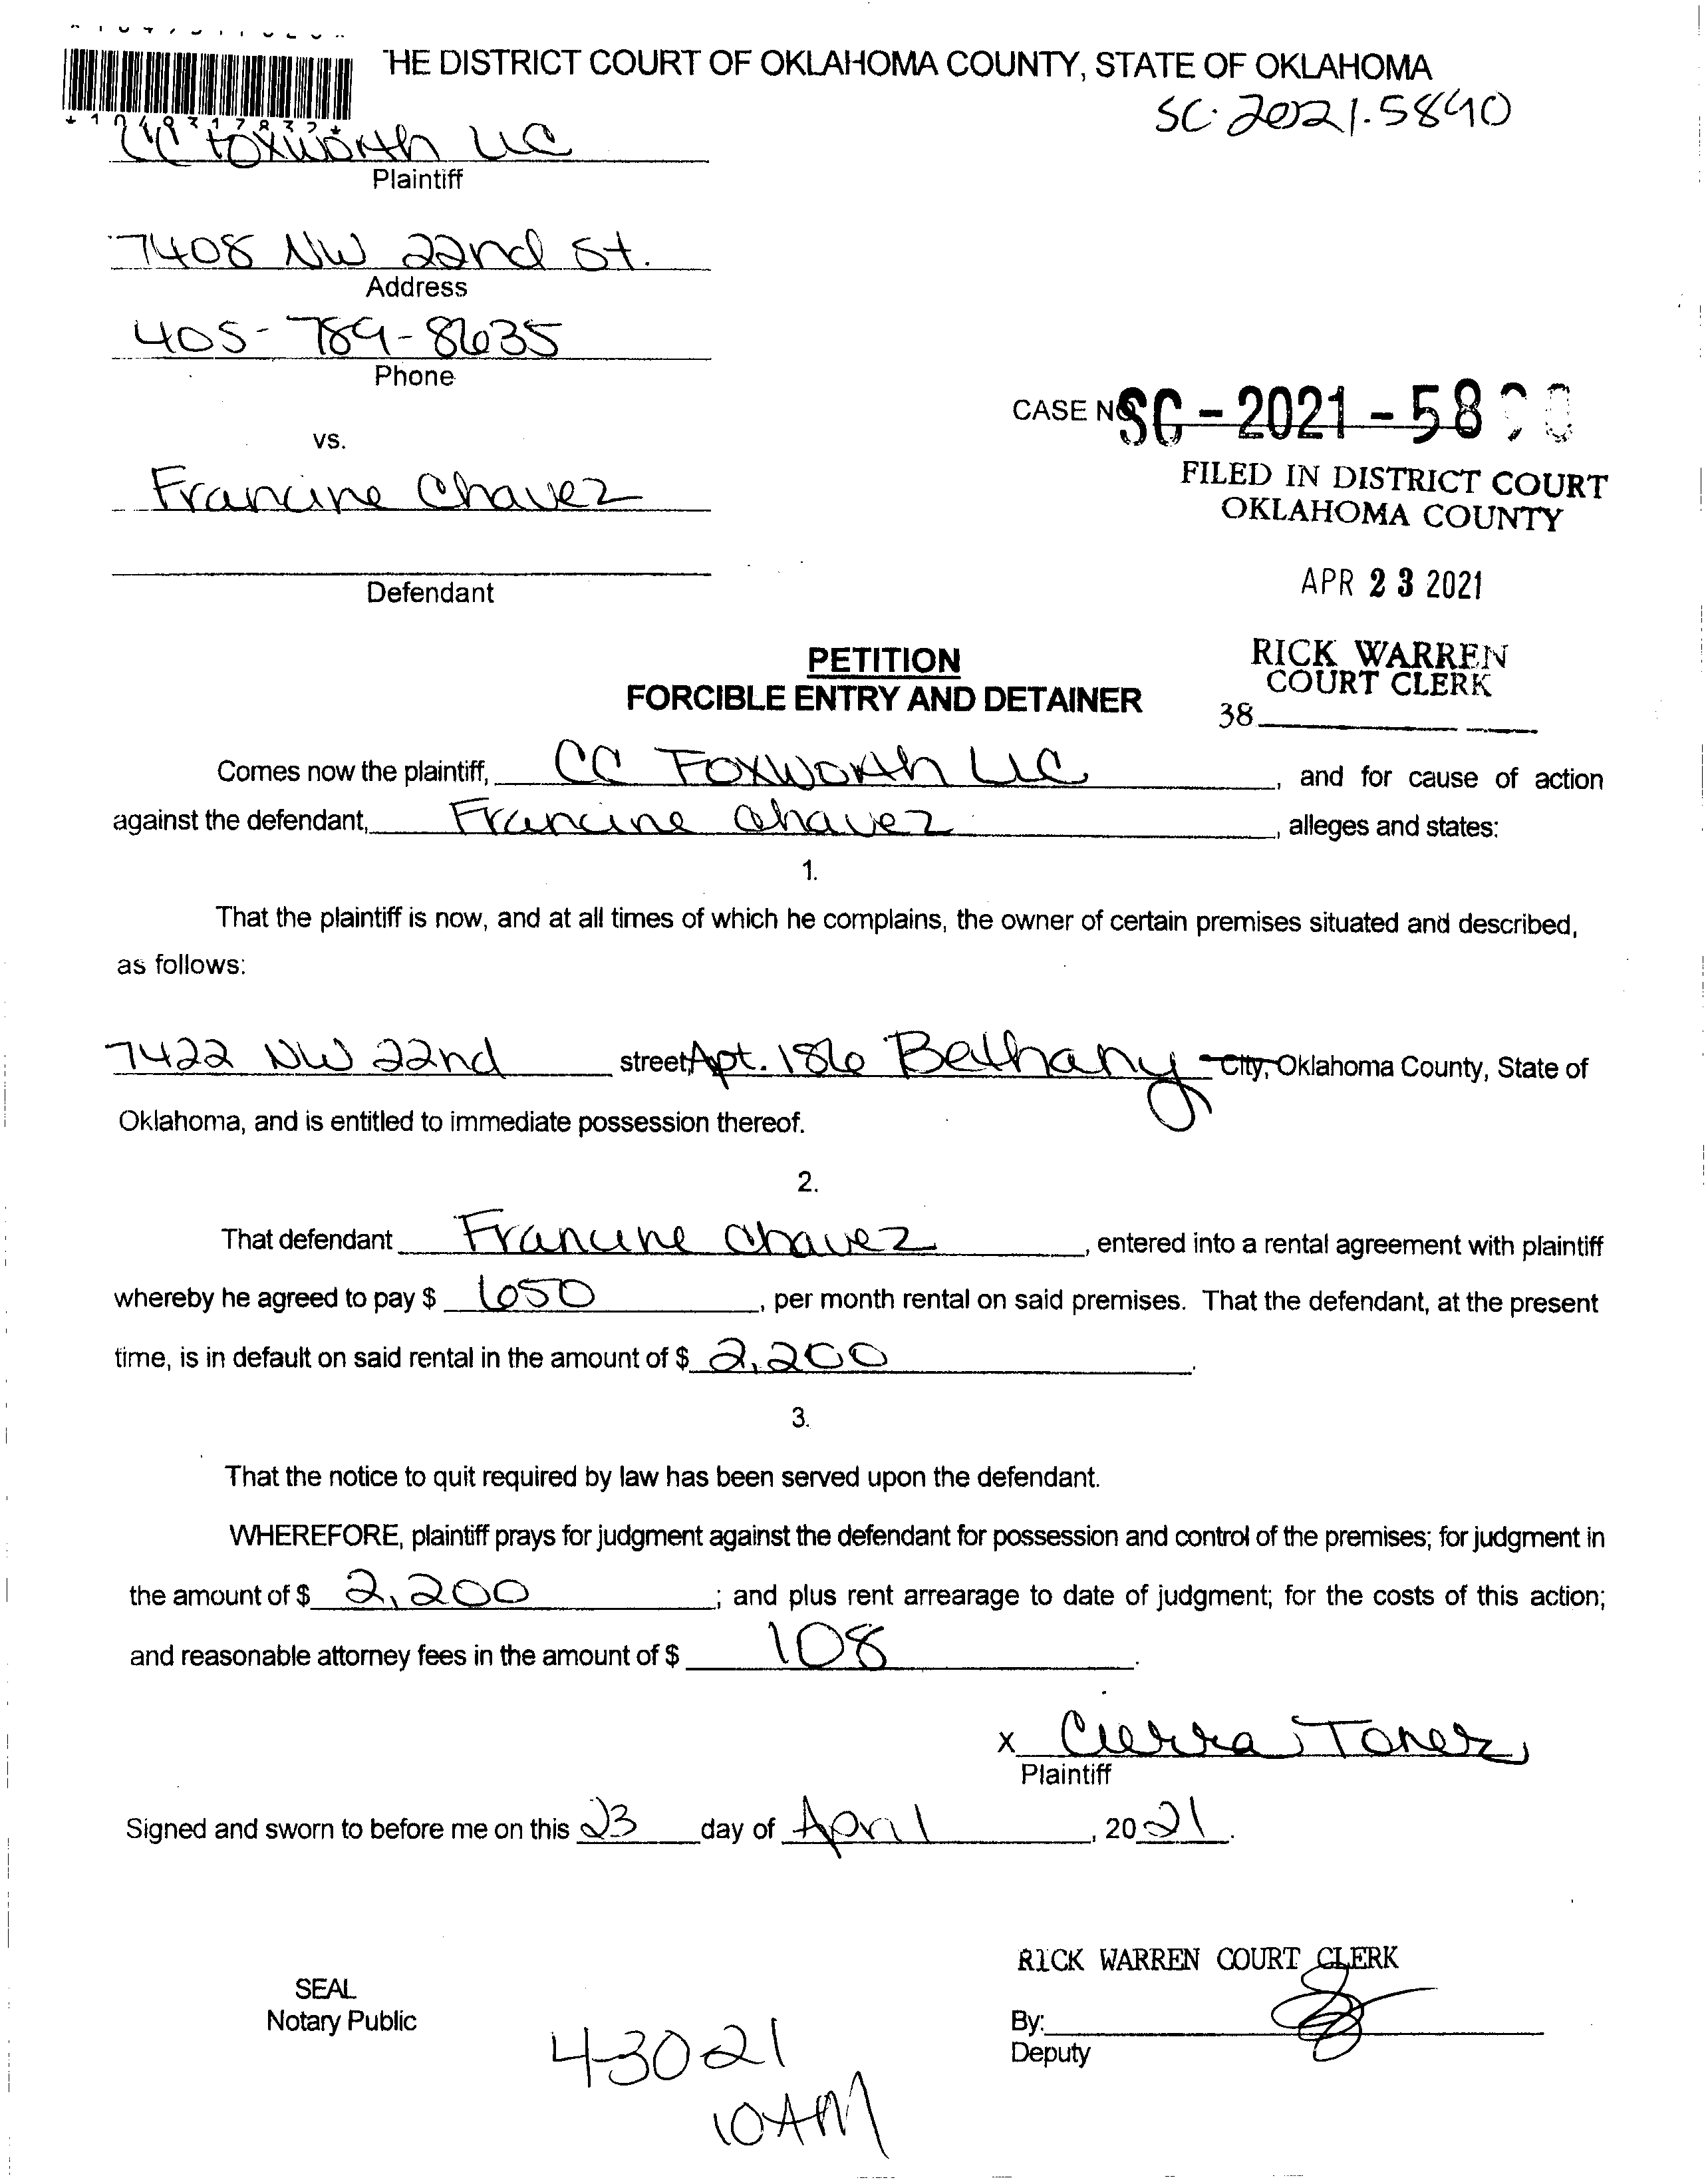 HE DISTRICT COURT OF OKLAHOMA COUNTY, STATE OF OKLAHOMA
SC-2021-5840
CC Foxworth LLC
Plaintiff
7408 NW 22nd St.
Address
405-789-8635
Phone
CASE NO SC-2021-58
vs.
FILED IN DISTRICT COURT
OKLAHOMA COUNTY
Francine Chavez
APR 23 2021
Defendant
RICK WARREN
COURT CLERK
38
PETITION
FORCIBLE ENTRY AND DETAINER
Comes now the plaintiff, CC Foxworth LLC, and for cause of action
against the defendant, Francine Chavez, alleges and states:
1.
That the plaintiff is now, and at all times of which he complains, the owner of certain premises situated and described,
as follows:
7422 NW 22nd street, Apt. 186 Bethany City, Oklahoma County, State of
Oklahoma, and is entitled to immediate possession thereof.
2.
That defendant Francine Chavez, entered into a rental agreement with plaintiff
whereby he agreed to pay $ 650, per month rental on said premises. That the defendant, at the present
time, is in default on said rental in the amount of $ 2,200.
3.
That the notice to quit required by law has been served upon the defendant.
WHEREFORE, plaintiff prays for judgment against the defendant for possession and control of the premises; for judgment in
the amount of $ 2,200; and plus rent arrearage to date of judgment; for the costs of this action;
and reasonable attorney fees in the amount of $ 108.
x Cierra Toner
Plaintiff
Signed and sworn to before me on this 23 day of April, 2021.
RICK WARREN COURT CLERK
SEAL
Notary Public
By:
Deputy
4-30-21
10AM